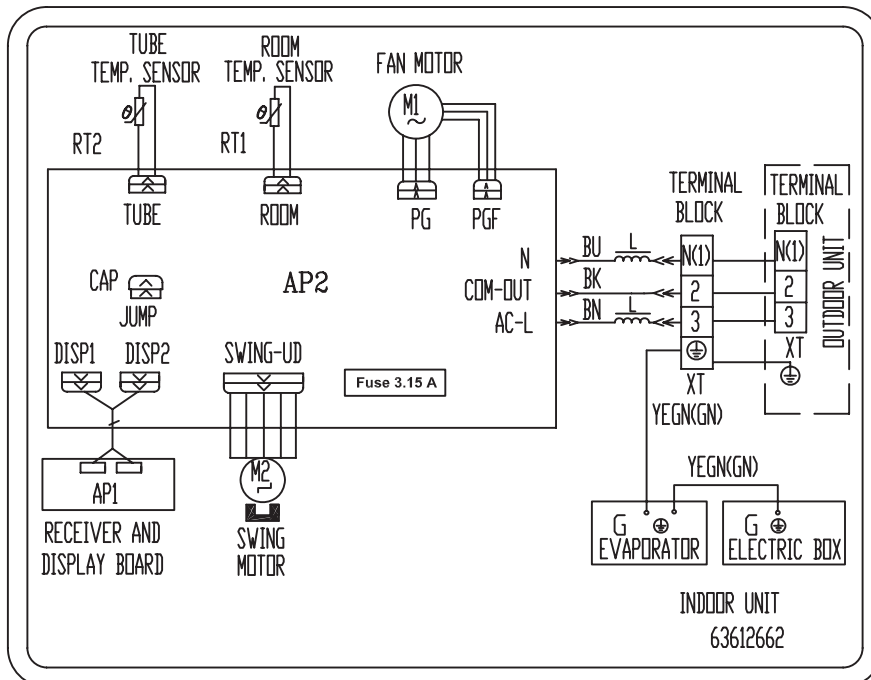 TUBE
TEMP. SENSOR
ROOM
TEMP. SENSOR
FAN MOTOR
θ
RT2
θ
RT1
M1
~
TUBE
ROOM
PG
PGF
TERMINAL
BLOCK
TERMINAL
BLOCK
OUTDOOR UNIT
N
BU
L
N(1)
N(1)
COM-OUT
BK
2
2
AC-L
BN
L
3
3
XT
XT
CAP
JUMP
AP2
DISP1
DISP2
SWING-UD
Fuse 3.15 A
YEGN(GN)
YEGN(GN)
M2
AP1
RECEIVER AND
DISPLAY BOARD
SWING
MOTOR
G
EVAPORATOR
G
ELECTRIC BOX
INDOOR UNIT
63612662